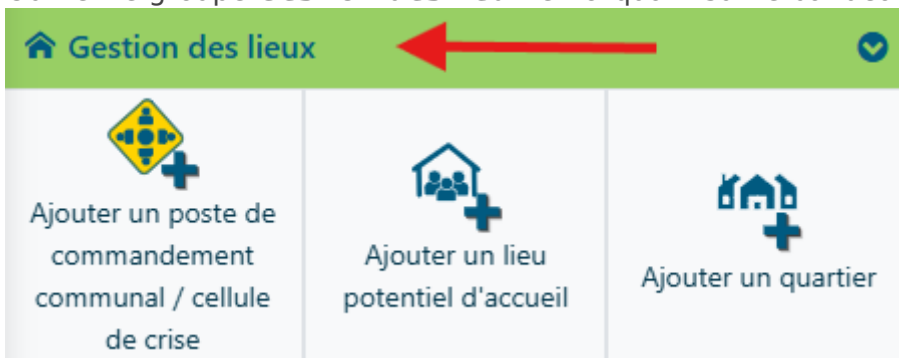 Gestion des lieux
Ajouter un poste de
commandement
communal / cellule
de crise
Ajouter un lieu
potentiel d'accueil
Ajouter un quartier